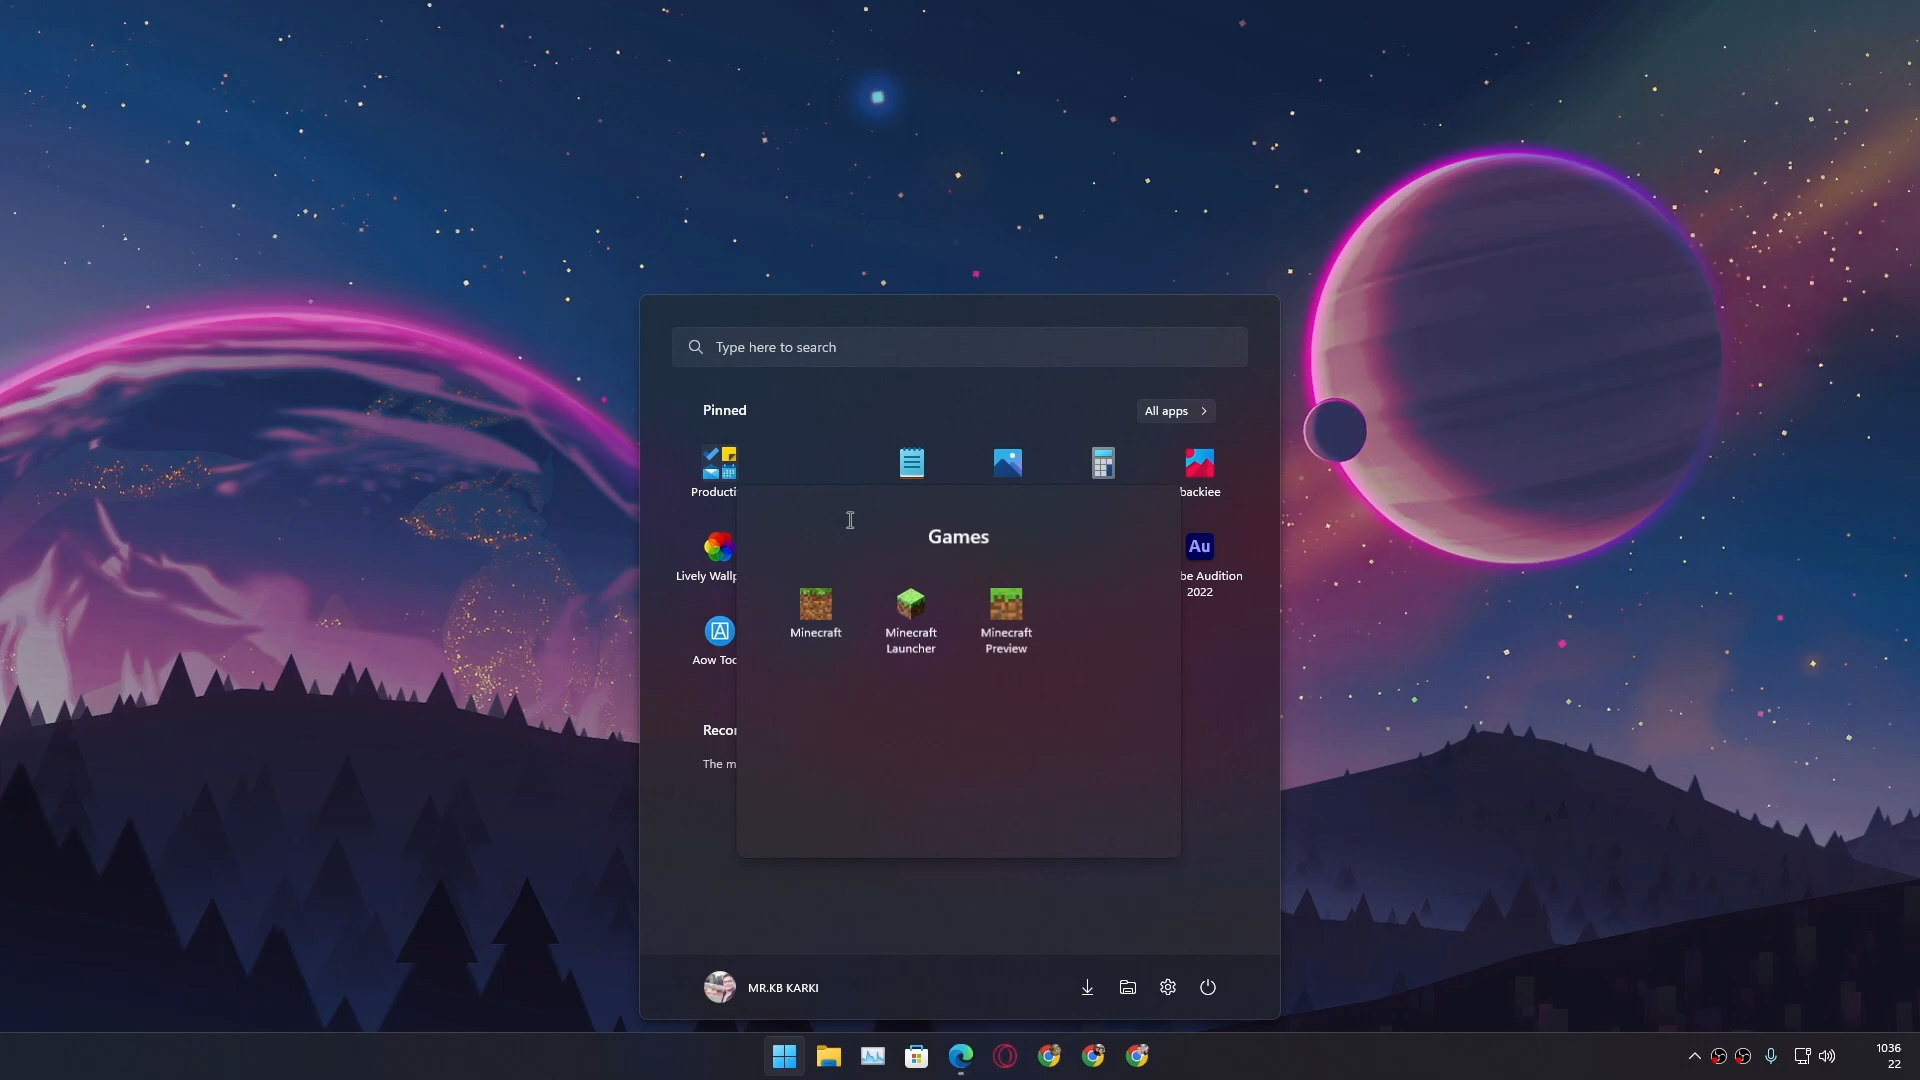 Type here to search
Pinned
All apps
Producti
backiee
Games
Lively Wallp
Au
be Audition
2022
Minecraft
Minecraft
Launcher
Minecraft
Preview
Aow Too
Recor
The m
MR.KB KARKI
1036
22